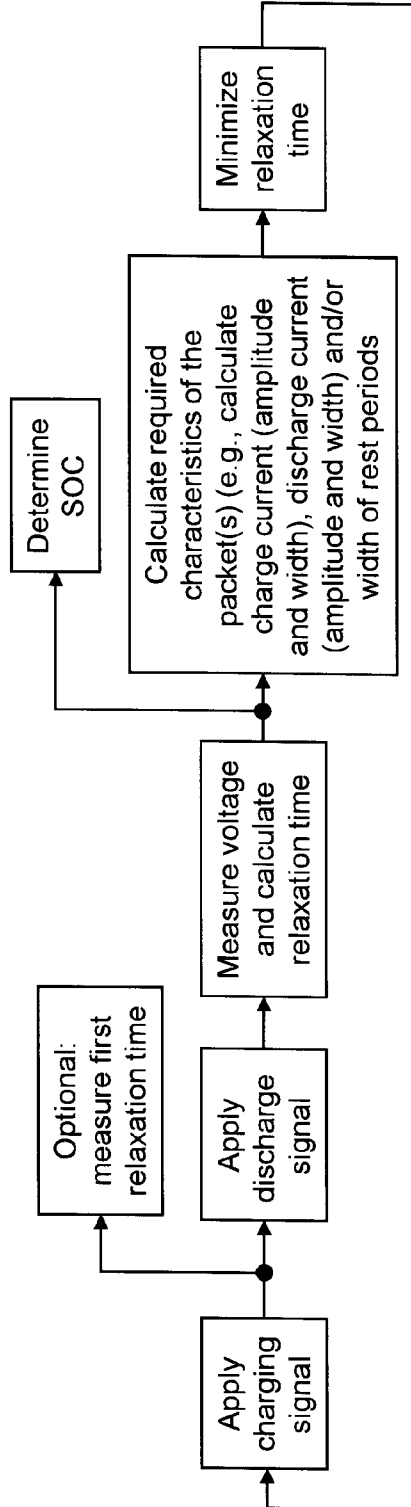 Apply
charging
signal
Optional:
measure first
relaxation time
Apply
discharge
signal
Measure voltage
and calculate
relaxation time
Determine
SOC
Calculate required
characteristics of the
packet(s) (e.g., calculate
charge current (amplitude
and width), discharge current
(amplitude and width) and/or
width of rest periods
Minimize
relaxation
time